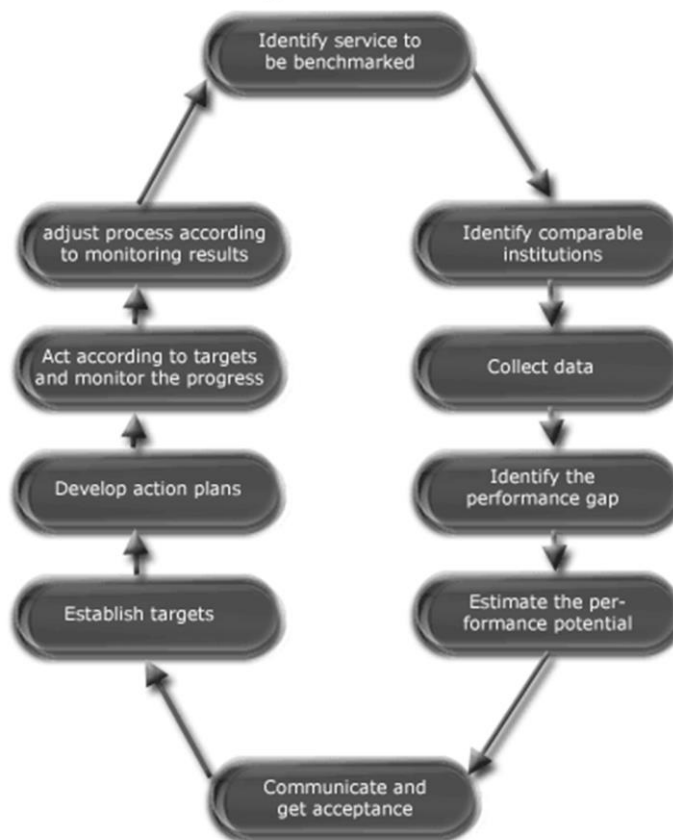 Identify service to
be benchmarked
Identify comparable
institutions
Collect data
Identify the
performance gap
Estimate the per-
formance potential
Communicate and
get acceptance
Establish targets
Develop action plans
Act according to targets
and monitor the progress
adjust process according
to monitoring results